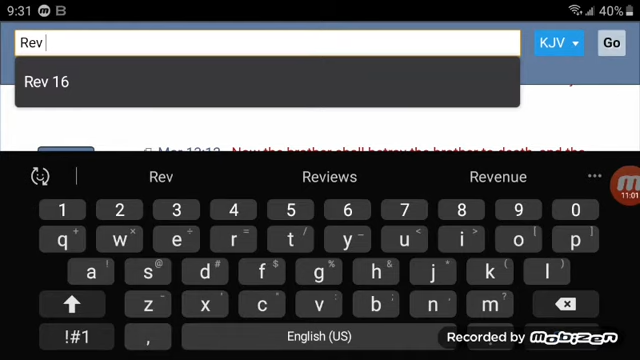 9:31 40%
Rev KJV Go
Rev 16
Mar 13:12 Now the brother shall betray the brother to death, and the
Rev Reviews Revenue ...
11:01
1 2 3 4 5 6 7 8 9 0
q + w × e ÷ r = t / y _ u < i > o [ p ]
a ! s @ d # f $ g % h ^ j & k * l (
z - x ' c " v : b ; n , m ?
!#1 , English (US)
Recorded by mobizen